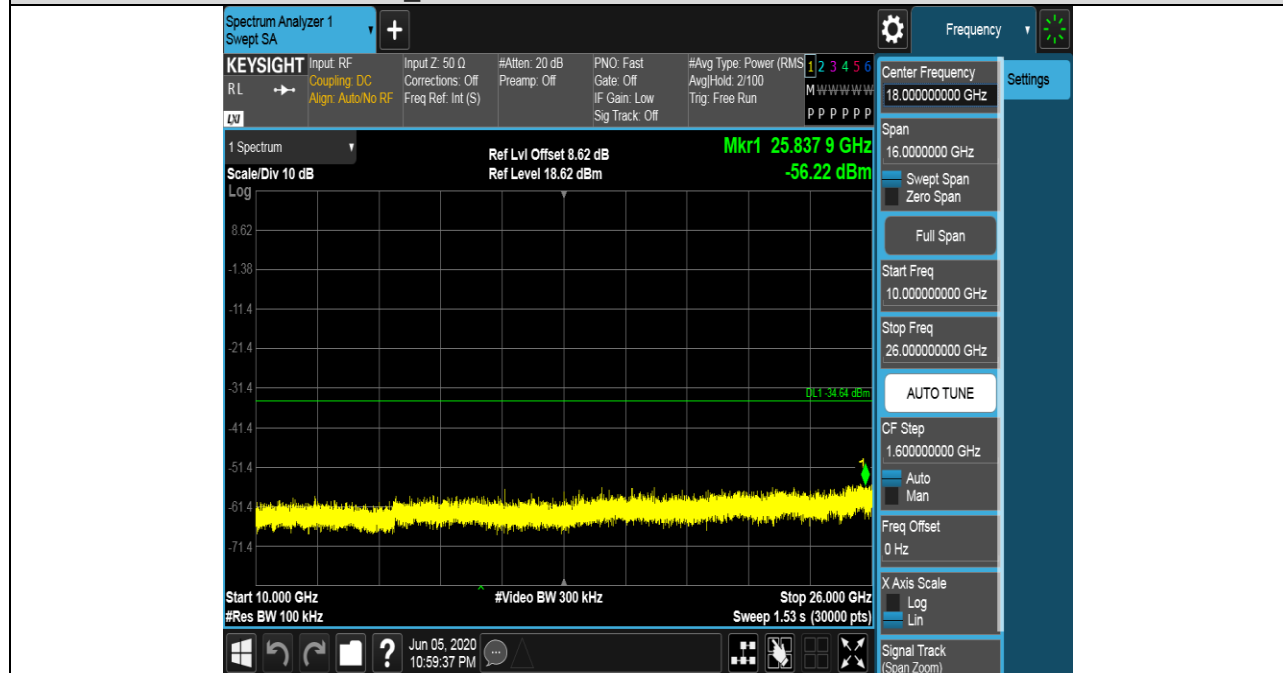 Spectrum Analyzer 1
Swept SA
+
Frequency
KEYSIGHT
RL
LXI
Input: RF
Coupling: DC
Align: Auto/No RF
Input Z: 50 Ω
Corrections: Off
Freq Ref: Int (S)
#Atten: 20 dB
Preamp: Off
PNO: Fast
Gate: Off
IF Gain: Low
Sig Track: Off
#Avg Type: Power (RMS
Avg|Hold: 2/100
Trig: Free Run
1 2 3 4 5 6
M W W W W W
P P P P P P
1 Spectrum
Scale/Div 10 dB
Log
Ref Lvl Offset 8.62 dB
Ref Level 18.62 dBm
Mkr1 25.837 9 GHz
-56.22 dBm
8.62
-1.38
-11.4
-21.4
-31.4
DL1 -34.64 dBm
-41.4
-51.4
1
-61.4
-71.4
Start 10.000 GHz
#Res BW 100 kHz
#Video BW 300 kHz
Stop 26.000 GHz
Sweep 1.53 s (30000 pts)
?
Jun 05, 2020
10:59:37 PM
Center Frequency
18.000000000 GHz
Settings
Span
16.0000000 GHz
Swept Span
Zero Span
Full Span
Start Freq
10.000000000 GHz
Stop Freq
26.000000000 GHz
AUTO TUNE
CF Step
1.600000000 GHz
Auto
Man
Freq Offset
0 Hz
X Axis Scale
Log
Lin
Signal Track
(Span Zoom)